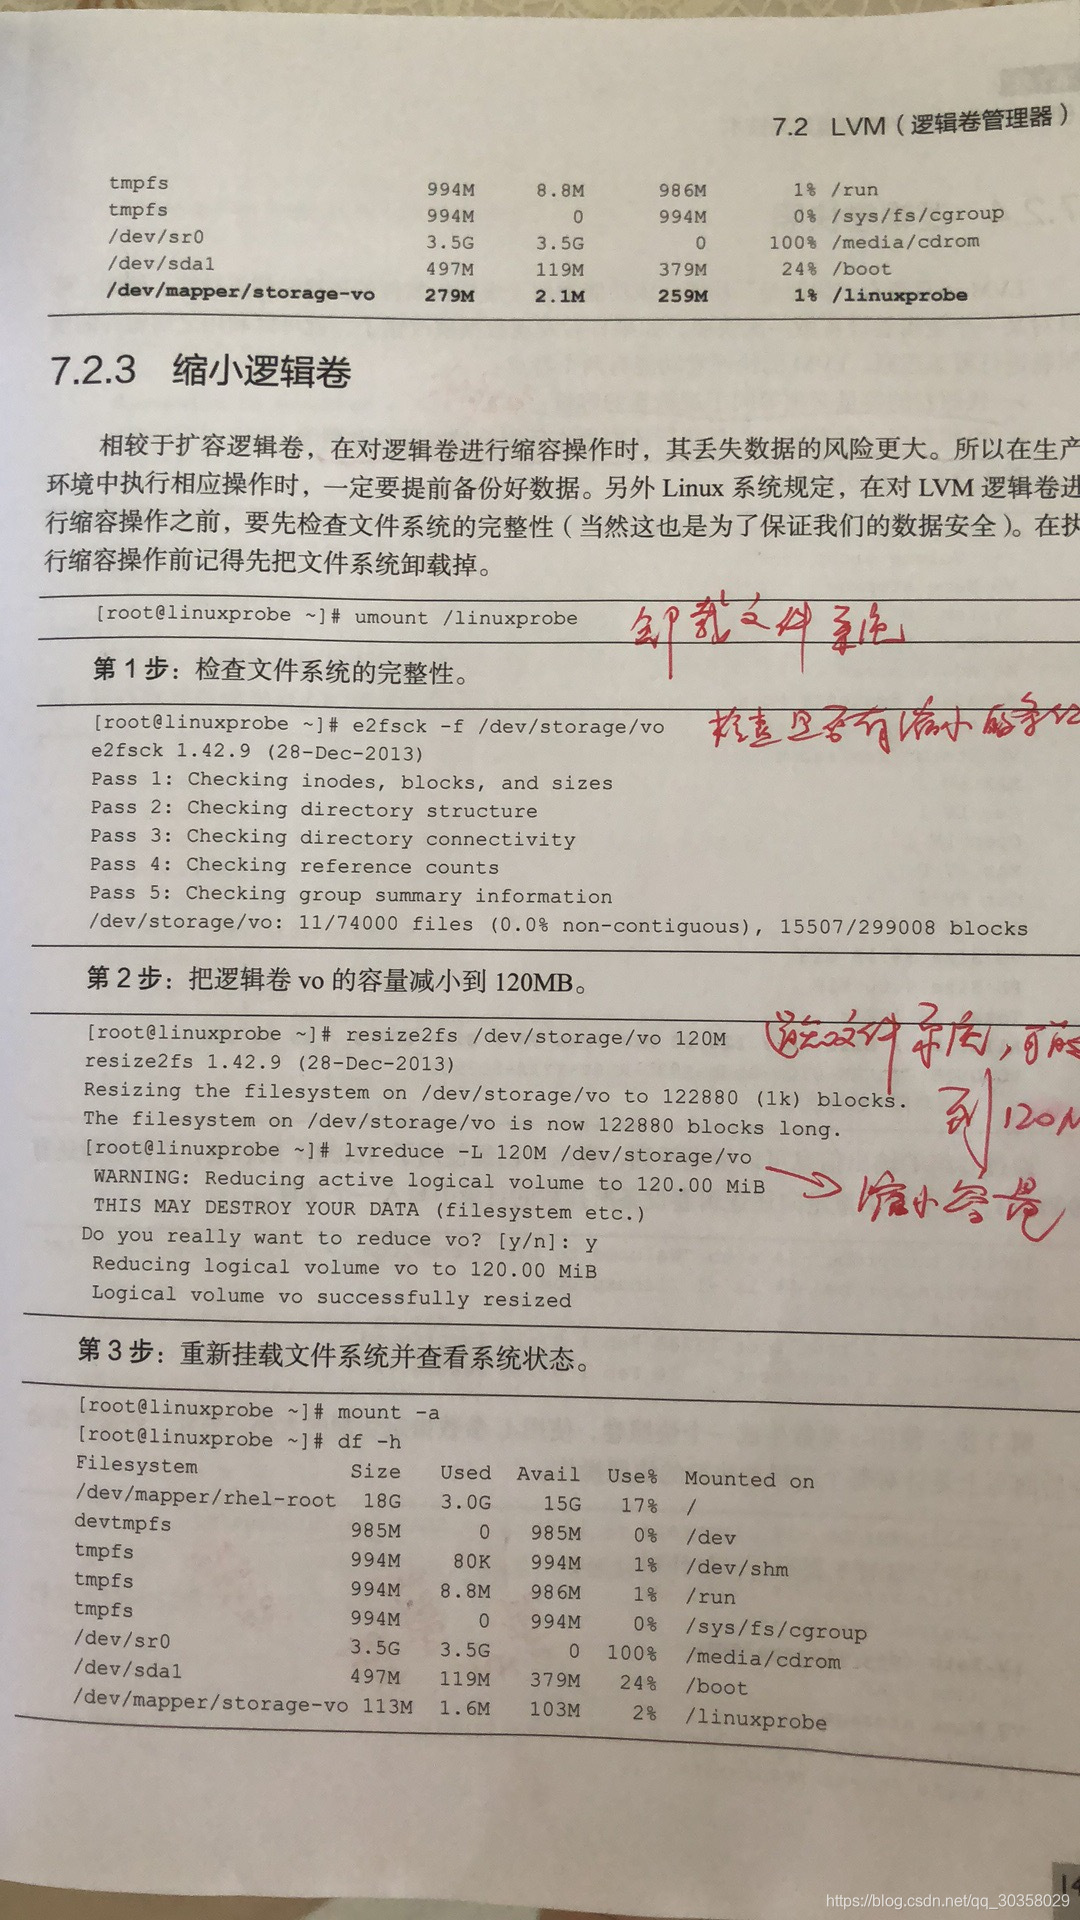 7.2 LVM（逻辑卷管理器）
tmpfs 994M 8.8M 986M 1% /run
tmpfs 994M 0 994M 0% /sys/fs/cgroup
/dev/sr0 3.5G 3.5G 0 100% /media/cdrom
/dev/sda1 497M 119M 379M 24% /boot
/dev/mapper/storage-vo 279M 2.1M 259M 1% /linuxprobe
7.2.3 缩小逻辑卷
相较于扩容逻辑卷，在对逻辑卷进行缩容操作时，其丢失数据的风险更大。所以在生产
环境中执行相应操作时，一定要提前备份好数据。另外 Linux 系统规定，在对 LVM 逻辑卷进
行缩容操作之前，要先检查文件系统的完整性（当然这也是为了保证我们的数据安全）。在执
行缩容操作前记得先把文件系统卸载掉。
[root@linuxprobe ~]# umount /linuxprobe 卸载文件系统
第 1 步：检查文件系统的完整性。
[root@linuxprobe ~]# e2fsck -f /dev/storage/vo 检查是否有缩小的条件
e2fsck 1.42.9 (28-Dec-2013)
Pass 1: Checking inodes, blocks, and sizes
Pass 2: Checking directory structure
Pass 3: Checking directory connectivity
Pass 4: Checking reference counts
Pass 5: Checking group summary information
/dev/storage/vo: 11/74000 files (0.0% non-contiguous), 15507/299008 blocks
第 2 步：把逻辑卷 vo 的容量减小到 120MB。
[root@linuxprobe ~]# resize2fs /dev/storage/vo 120M 文件系统，可
resize2fs 1.42.9 (28-Dec-2013)
Resizing the filesystem on /dev/storage/vo to 122880 (1k) blocks.
The filesystem on /dev/storage/vo is now 122880 blocks long. 到120M
[root@linuxprobe ~]# lvreduce -L 120M /dev/storage/vo
WARNING: Reducing active logical volume to 120.00 MiB 缩小容量
THIS MAY DESTROY YOUR DATA (filesystem etc.)
Do you really want to reduce vo? [y/n]: y
Reducing logical volume vo to 120.00 MiB
Logical volume vo successfully resized
第 3 步：重新挂载文件系统并查看系统状态。
[root@linuxprobe ~]# mount -a
[root@linuxprobe ~]# df -h
Filesystem Size Used Avail Use% Mounted on
/dev/mapper/rhel-root 18G 3.0G 15G 17% /
devtmpfs 985M 0 985M 0% /dev
tmpfs 994M 80K 994M 1% /dev/shm
tmpfs 994M 8.8M 986M 1% /run
tmpfs 994M 0 994M 0% /sys/fs/cgroup
/dev/sr0 3.5G 3.5G 0 100% /media/cdrom
/dev/sda1 497M 119M 379M 24% /boot
/dev/mapper/storage-vo 113M 1.6M 103M 2% /linuxprobe
https://blog.csdn.net/qq_30358029